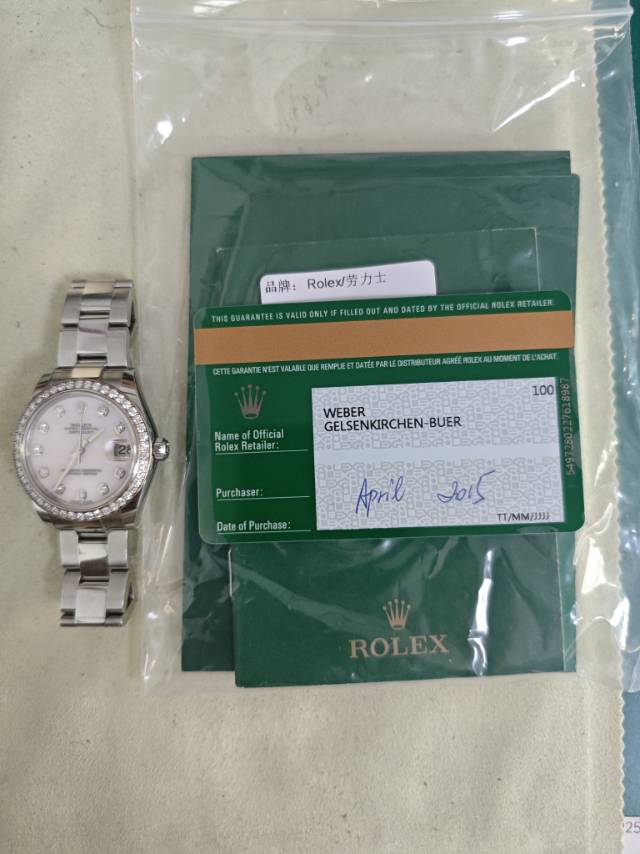 品牌: Rolex/劳力士
THIS GUARANTEE IS VALID ONLY IF FILLED OUT AND DATED BY THE OFFICIAL ROLEX RETAILER.
CETTE GARANTIE N'EST VALABLE QUE REMPLIE ET DATÉE PAR LE DISTRIBUTEUR AGRÉÉ ROLEX AU MOMENT DE L'ACHAT.
100
WEBER
GELSENKIRCHEN-BUER
Name of Official
Rolex Retailer:
Purchaser:
April 2015
Date of Purchase:
TT/MM/JJJJ
5497280227618987
ROLEX
ROLEX
25